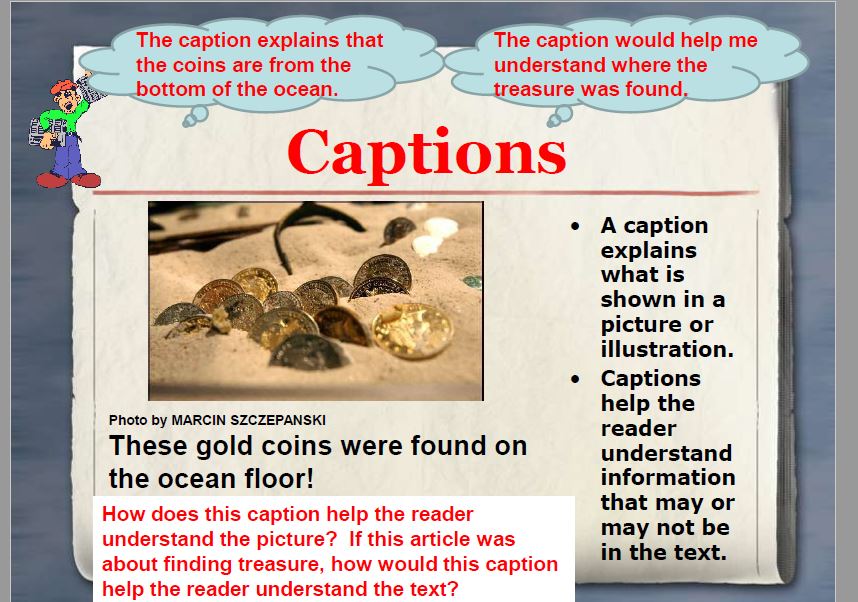 The caption explains that
the coins are from the
bottom of the ocean.
The caption would help me
understand where the
treasure was found.
Captions
Photo by MARCIN SZCZEPANSKI
These gold coins were found on
the ocean floor!
How does this caption help the reader
understand the picture?  If this article was
about finding treasure, how would this caption
help the reader understand the text?
• A caption
explains
what is
shown in a
picture or
illustration.
• Captions
help the
reader
understand
information
that may or
may not be
in the text.